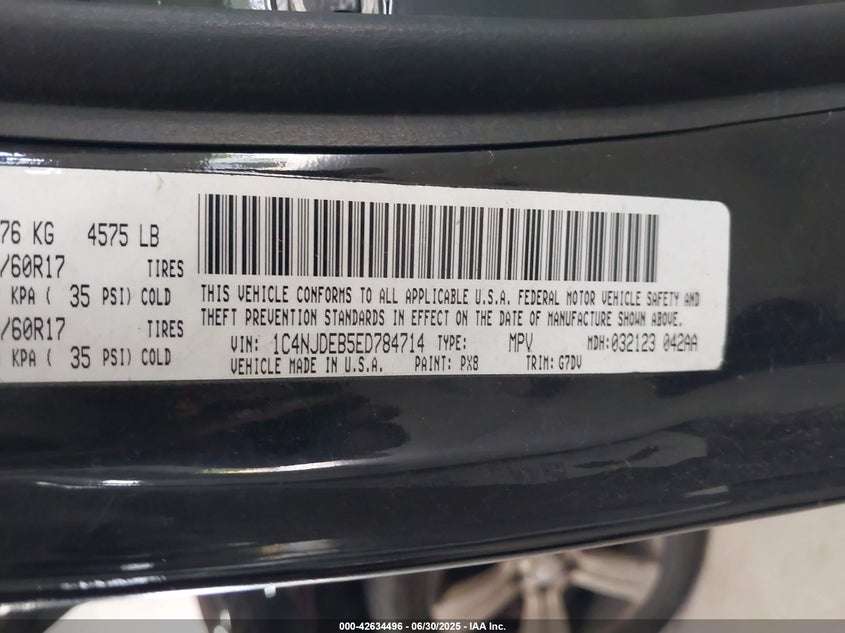 76 KG 4575 LB
/60R17 TIRES
KPA ( 35 PSI) COLD
/60R17 TIRES
KPA ( 35 PSI) COLD
THIS VEHICLE CONFORMS TO ALL APPLICABLE U.S.A. FEDERAL MOTOR VEHICLE SAFETY AND
THEFT PREVENTION STANDARDS IN EFFECT ON THE DATE OF MANUFACTURE SHOWN ABOVE.
VIN: 1C4NJDEB5ED784714 TYPE: MPV MDH:032123 042AA
VEHICLE MADE IN U.S.A. PAINT: PX8 TRIM: G7DV
000-42634496 - 06/30/2025 - IAA Inc.